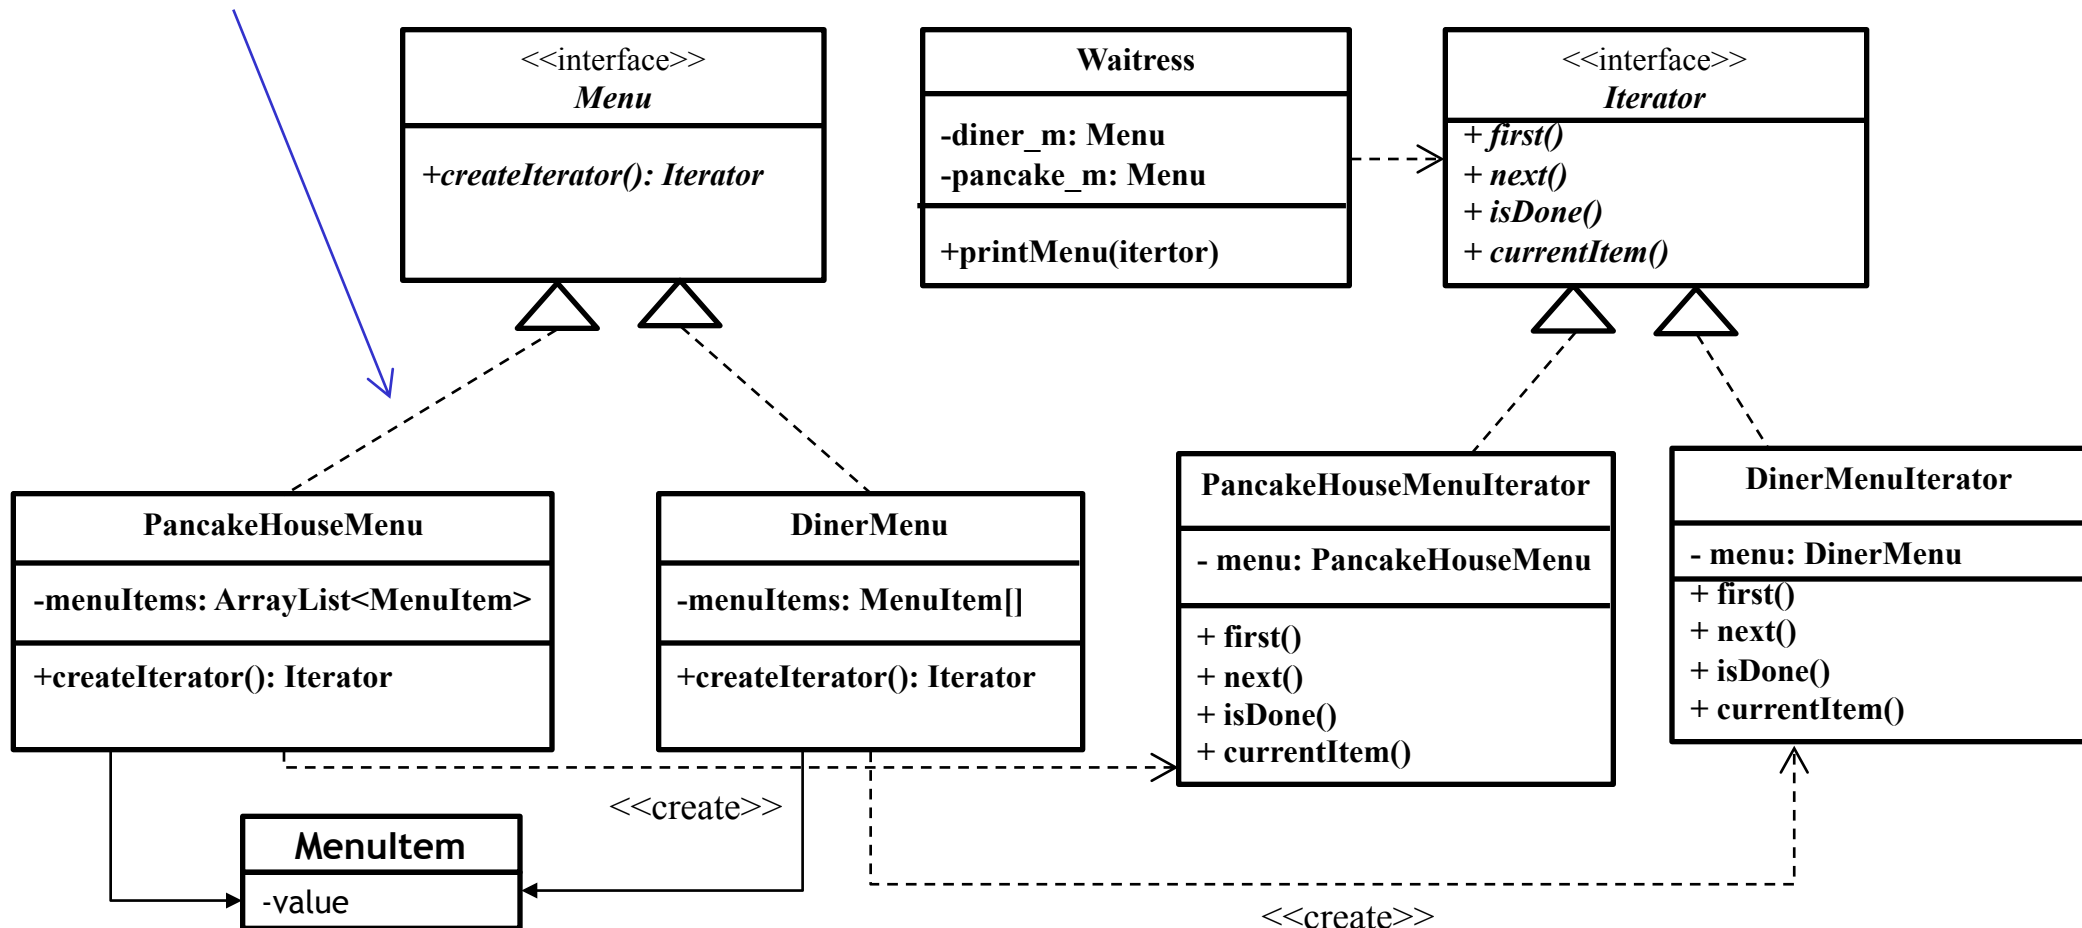 <<interface>>
Menu
+createIterator(): Iterator
Waitress
-diner_m: Menu
-pancake_m: Menu
+printMenu(itertor)
<<interface>>
Iterator
+ first()
+ next()
+ isDone()
+ currentItem()
PancakeHouseMenu
-menuItems: ArrayList<MenuItem>
+createIterator(): Iterator
DinerMenu
-menuItems: MenuItem[]
+createIterator(): Iterator
PancakeHouseMenuIterator
- menu: PancakeHouseMenu
+ first()
+ next()
+ isDone()
+ currentItem()
DinerMenuIterator
- menu: DinerMenu
+ first()
+ next()
+ isDone()
+ currentItem()
<<create>>
MenuItem
-value
<<create>>